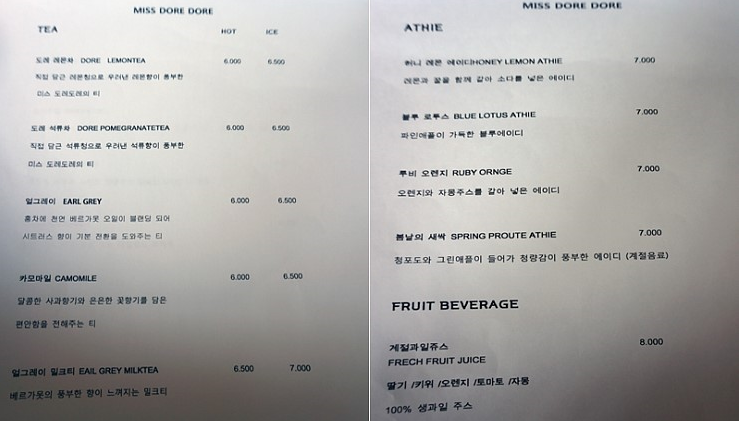 MISS DORE DORE
TEA HOT ICE
도레 레몬차 DORE LEMONTEA 6.000 6.500
직접 담근 레몬청으로 우려낸 레몬향이 풍부한
미스 도레도레의 티
도레 석류차 DORE POMEGRANATETEA 6.000 6.500
직접 담근 석류청으로 우려낸 석류향이 풍부한
미스 도레도레의 티
얼그레이 EARL GREY 6.000 6.500
홍차에 천연 베르가못 오일이 블랜딩 되어
시트러스 향이 기분 전환을 도와주는 티
카모마일 CAMOMILE 6.000 6.500
달콤한 사과향기와 은은한 꽃향기를 담은
편안함을 전해주는 티
얼그레이 밀크티 EAIL GREY MILKTEA 6.500 7.000
베르가못의 풍부한 향이 느껴지는 밀크티
MISS DORE DORE
ATHIE
허니 레몬 에이디HONEY LEMON ATHIE 7.000
레몬과 꿀을 함께 갈아 소다를 넣은 에이디
블루 로투스 BLUE LOTUS ATHIE 7.000
파인애플이 가득한 블루에이디
루비 오렌지 RUBY ORNGE 7.000
오렌지와 자몽주스를 갈아 넣은 에이디
봄날의 새싹 SPRING PROUTE ATHIE 7.000
청포도와 그린애플이 들어가 청량감이 풍부한 에이디 (계절음료)
FRUIT BEVERAGE
계절과일쥬스 8.000
FRECH FRUIT JUICE
딸기 /키위 /오렌지 /토마토 /자몽
100% 생과일 주스